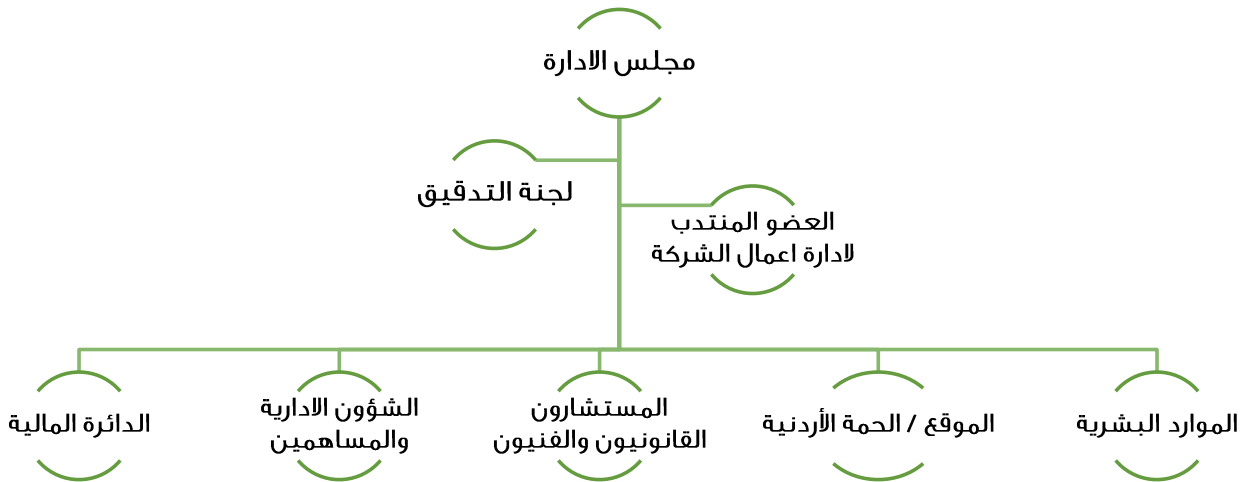 مجلس الادارة
لجنة التدقيق
العضو المنتدب
لادارة اعمال الشركة
الموارد البشرية
الموقع / الحمة الأردنية
المستشارون
القانونيون والفنيون
الشؤون الادارية
والمساهمين
الدائرة المالية